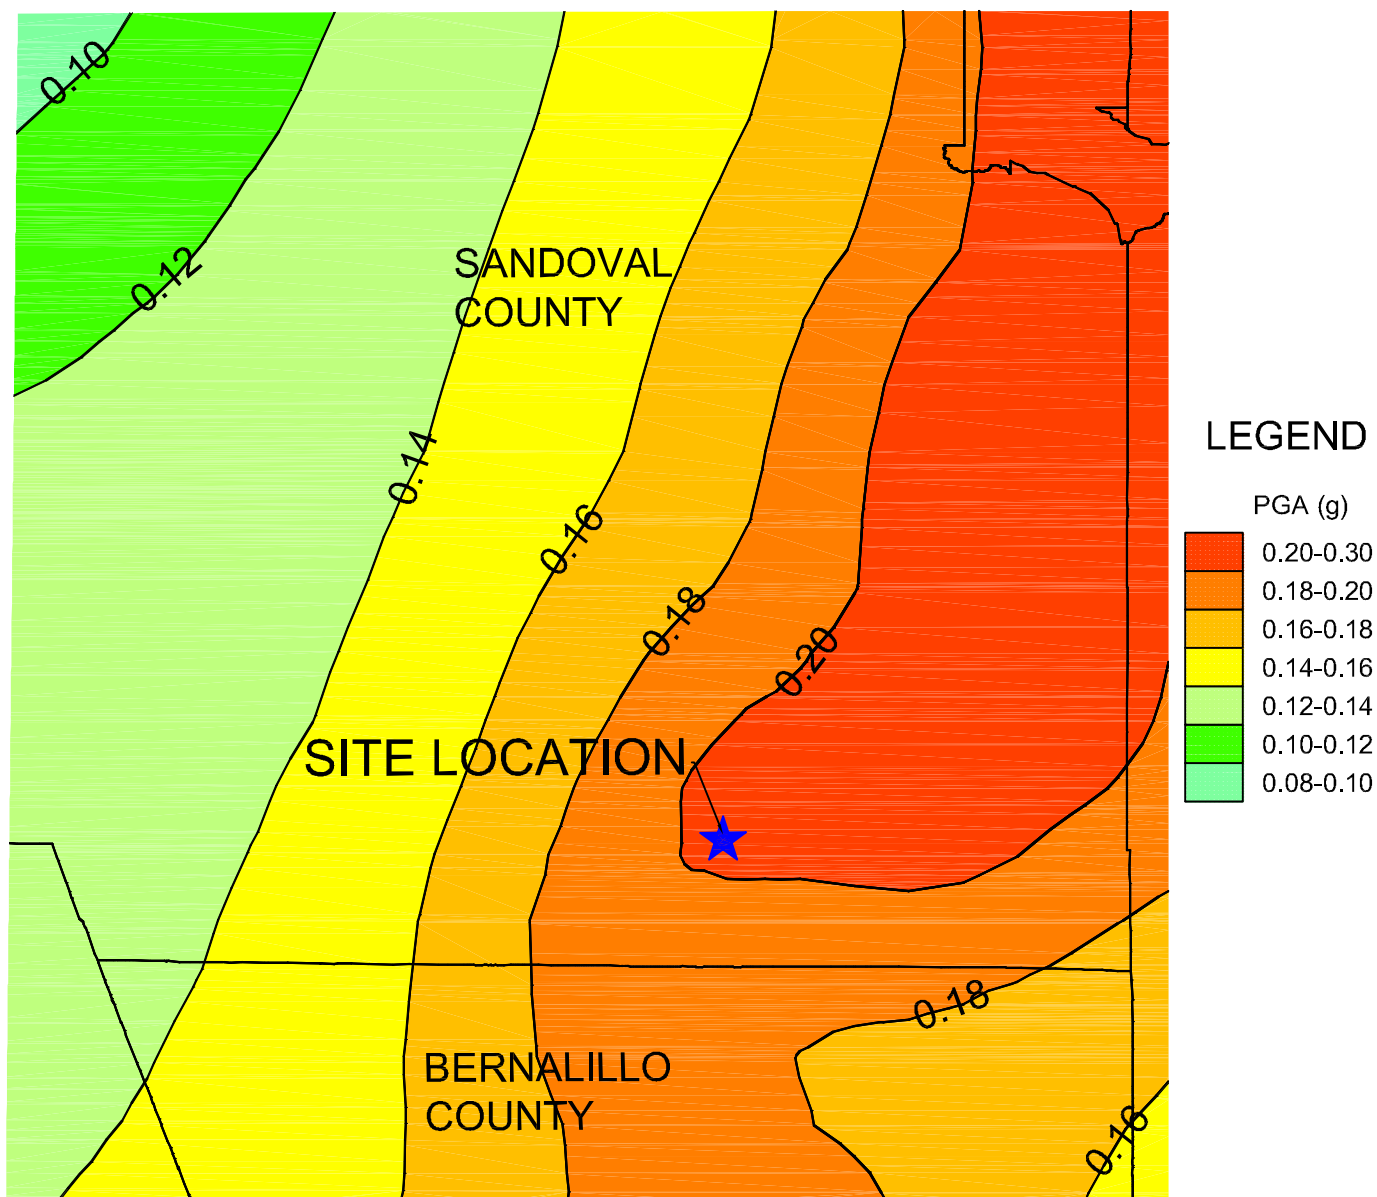 0.10
0.12
SANDOVAL
COUNTY
0.14
0.16
0.18
0.20
SITE LOCATION
0.18
BERNALILLO
COUNTY
0.16
LEGEND
PGA (g)
0.20-0.30
0.18-0.20
0.16-0.18
0.14-0.16
0.12-0.14
0.10-0.12
0.08-0.10